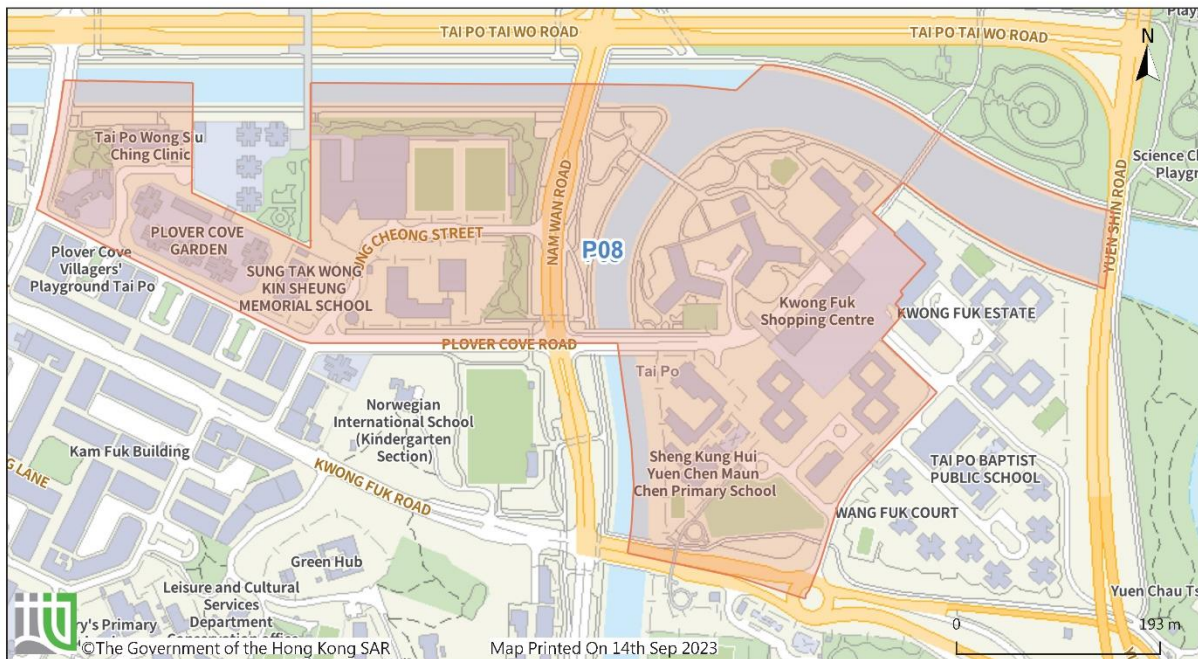 TAI PO TAI WO ROAD
TAI PO TAI WO ROAD
Play
N
Tai Po Wong Siu
Ching Clinic
Science
Playgr
PLOVER COVE
GARDEN
CHEONG STREET
NAM WAN ROAD
P08
YUEN SHIN ROAD
Plover Cove
Villagers'
Playground Tai Po
SUNG TAK WONG
KIN SHEUNG
MEMORIAL SCHOOL
Kwong Fuk
Shopping Centre
KWONG FUK ESTATE
PLOVER COVE ROAD
Tai Po
Norwegian
International School
(Kindergarten
Section)
Kam Fuk Building
LANE
KWONG FUK ROAD
Sheng Kung Hui
Yuen Chen Maun
Chen Primary School
TAI PO BAPTIST
PUBLIC SCHOOL
WANG FUK COURT
Green Hub
Leisure and Cultural
Services
Department
Yuen Chau Ts
ry's Primary
0
193 m
©The Government of the Hong Kong SAR
Map Printed On 14th Sep 2023